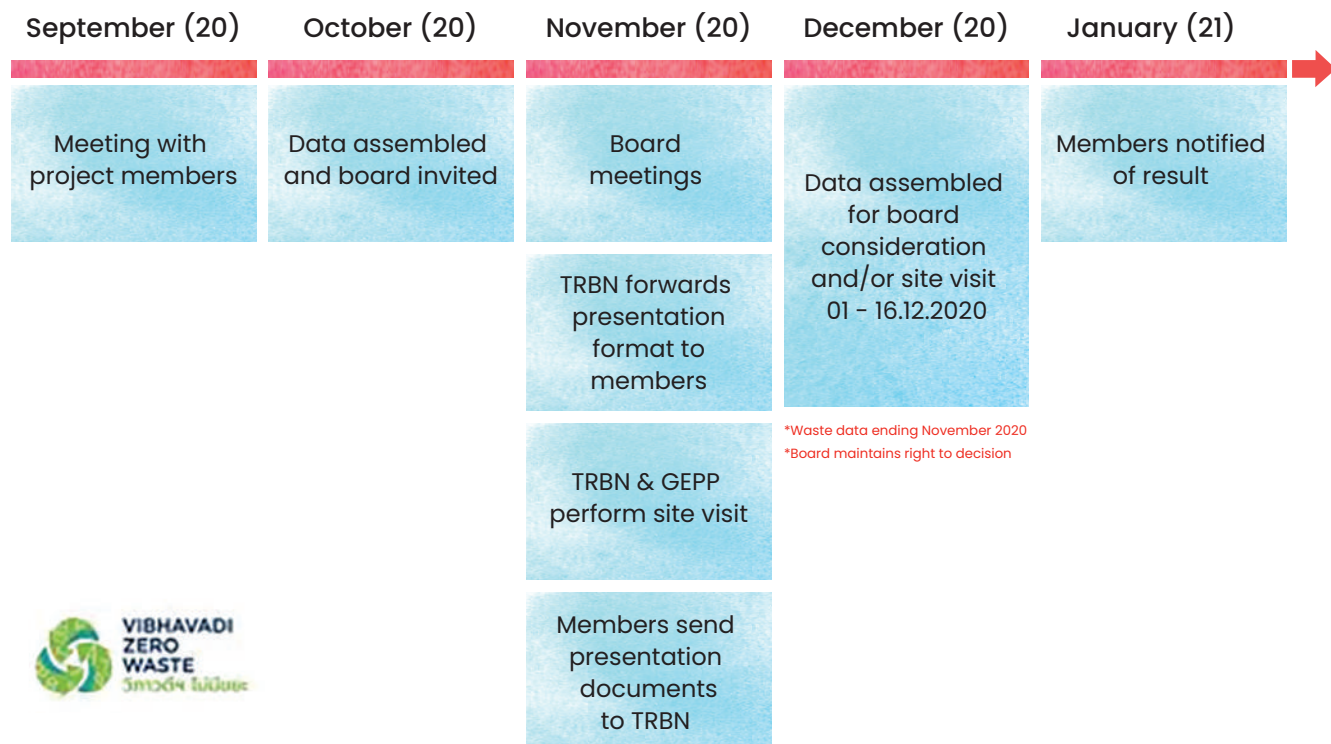 September (20)
October (20)
November (20)
December (20)
January (21)
Meeting with
project members
Data assembled
and board invited
Board
meetings
TRBN forwards
presentation
format to
members
TRBN & GEPP
perform site visit
Members send
presentation
documents
to TRBN
Data assembled
for board
consideration
and/or site visit
01 - 16.12.2020
*Waste data ending November 2020
*Board maintains right to decision
Members notified
of result
VIBHAVADI
ZERO
WASTE
วิภาวดีฯ ไม่มีขยะ